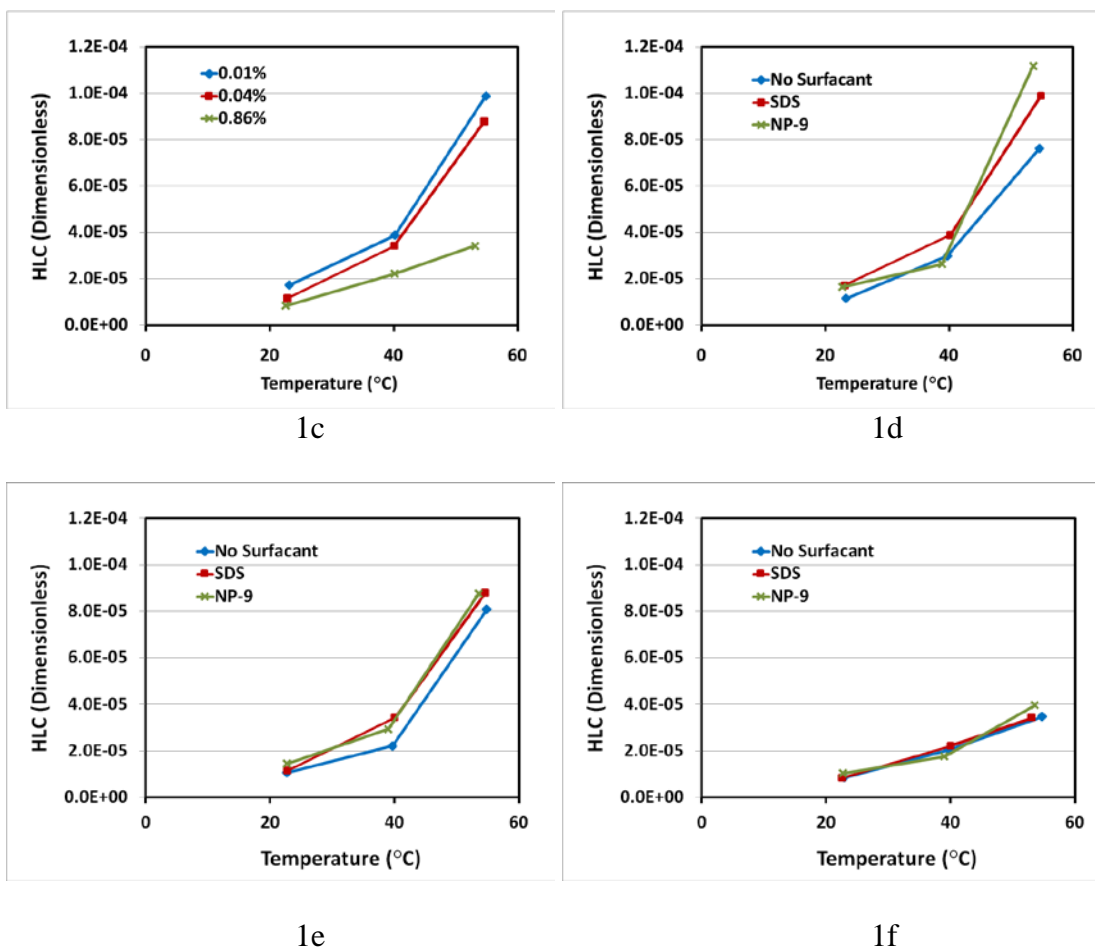 1.2E-04
1.0E-04
8.0E-05
6.0E-05
4.0E-05
2.0E-05
0.0E+00
HLC (Dimensionless)
0.01%
0.04%
0.86%
0 20 40 60
Temperature (°C)
1c
1.2E-04
1.0E-04
8.0E-05
6.0E-05
4.0E-05
2.0E-05
0.0E+00
HLC (Dimensionless)
No Surfacant
SDS
NP-9
0 20 40 60
Temperature (°C)
1d
1.2E-04
1.0E-04
8.0E-05
6.0E-05
4.0E-05
2.0E-05
0.0E+00
HLC (Dimensionless)
No Surfacant
SDS
NP-9
0 20 40 60
Temperature (°C)
1e
1.2E-04
1.0E-04
8.0E-05
6.0E-05
4.0E-05
2.0E-05
0.0E+00
HLC (Dimensionless)
No Surfacant
SDS
NP-9
0 20 40 60
Temperature (°C)
1f